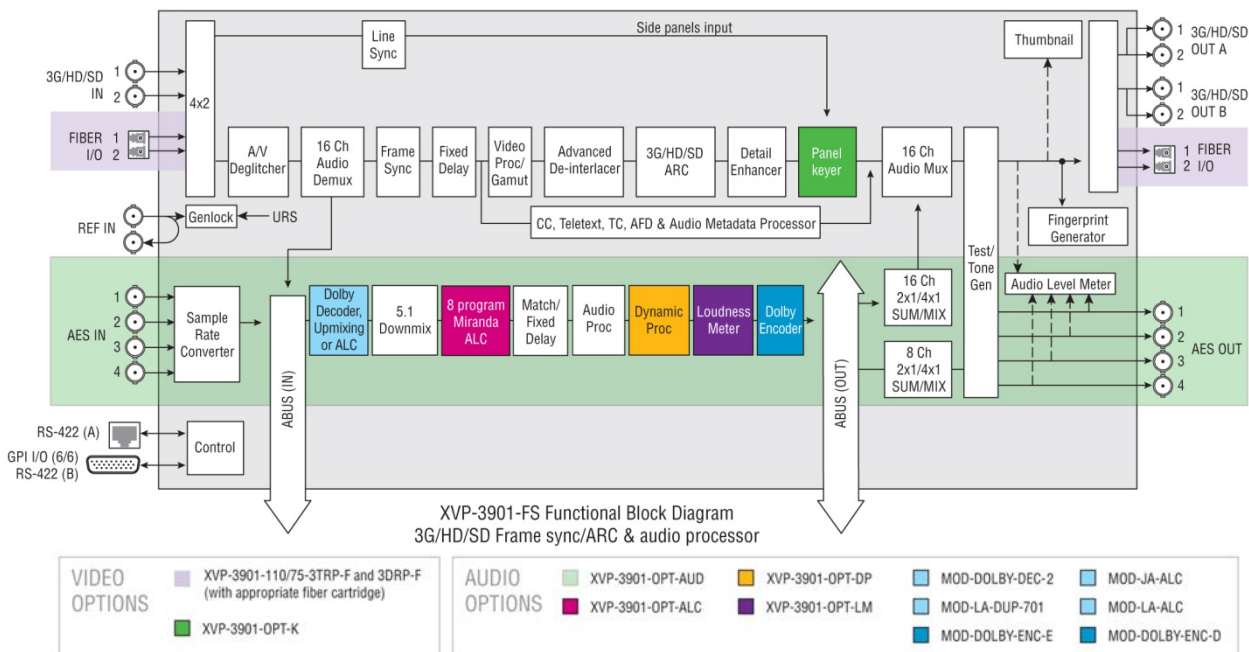 Line
Sync
Side panels input
Thumbnail
1
2
3G/HD/SD
OUT A
3G/HD/SD
IN
1
2
4x2
1
2
3G/HD/SD
OUT B
FIBER
I/O
1
2
A/V
Deglitcher
16 Ch
Audio
Demux
Frame
Sync
Fixed
Delay
Video
Proc/
Gamut
Advanced
De-interlacer
3G/HD/SD
ARC
Detail
Enhancer
Panel
keyer
16 Ch
Audio Mux
1
2
FIBER
I/O
REF IN
Genlock
URS
CC, Teletext, TC, AFD & Audio Metadata Processor
Fingerprint
Generator
Test/
Tone
Gen
AES IN
1
2
3
4
Sample
Rate
Converter
ABUS (IN)
Dolby
Decoder,
Upmixing
or ALC
5.1
Downmix
8 program
Miranda
ALC
Match/
Fixed
Delay
Audio
Proc
Dynamic
Proc
Loudness
Meter
Dolby
Encoder
ABUS (OUT)
16 Ch
2x1/4x1
SUM/MIX
8 Ch
2x1/4x1
SUM/MIX
Audio Level Meter
1
2
3
4
AES OUT
RS-422 (A)
GPI I/O (6/6)
RS-422 (B)
Control
XVP-3901-FS Functional Block Diagram
3G/HD/SD Frame sync/ARC & audio processor
VIDEO
OPTIONS
XVP-3901-110/75-3TRP-F and 3DRP-F
(with appropriate fiber cartridge)
XVP-3901-OPT-K
AUDIO
OPTIONS
XVP-3901-OPT-AUD
XVP-3901-OPT-ALC
XVP-3901-OPT-DP
XVP-3901-OPT-LM
MOD-DOLBY-DEC-2
MOD-LA-DUP-701
MOD-DOLBY-ENC-E
MOD-JA-ALC
MOD-LA-ALC
MOD-DOLBY-ENC-D